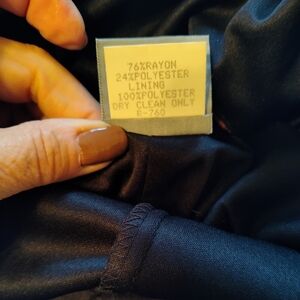 76%RAYON
24%POLYESTER
LINING
100%POLYESTER
DRY CLEAN ONLY
B-760